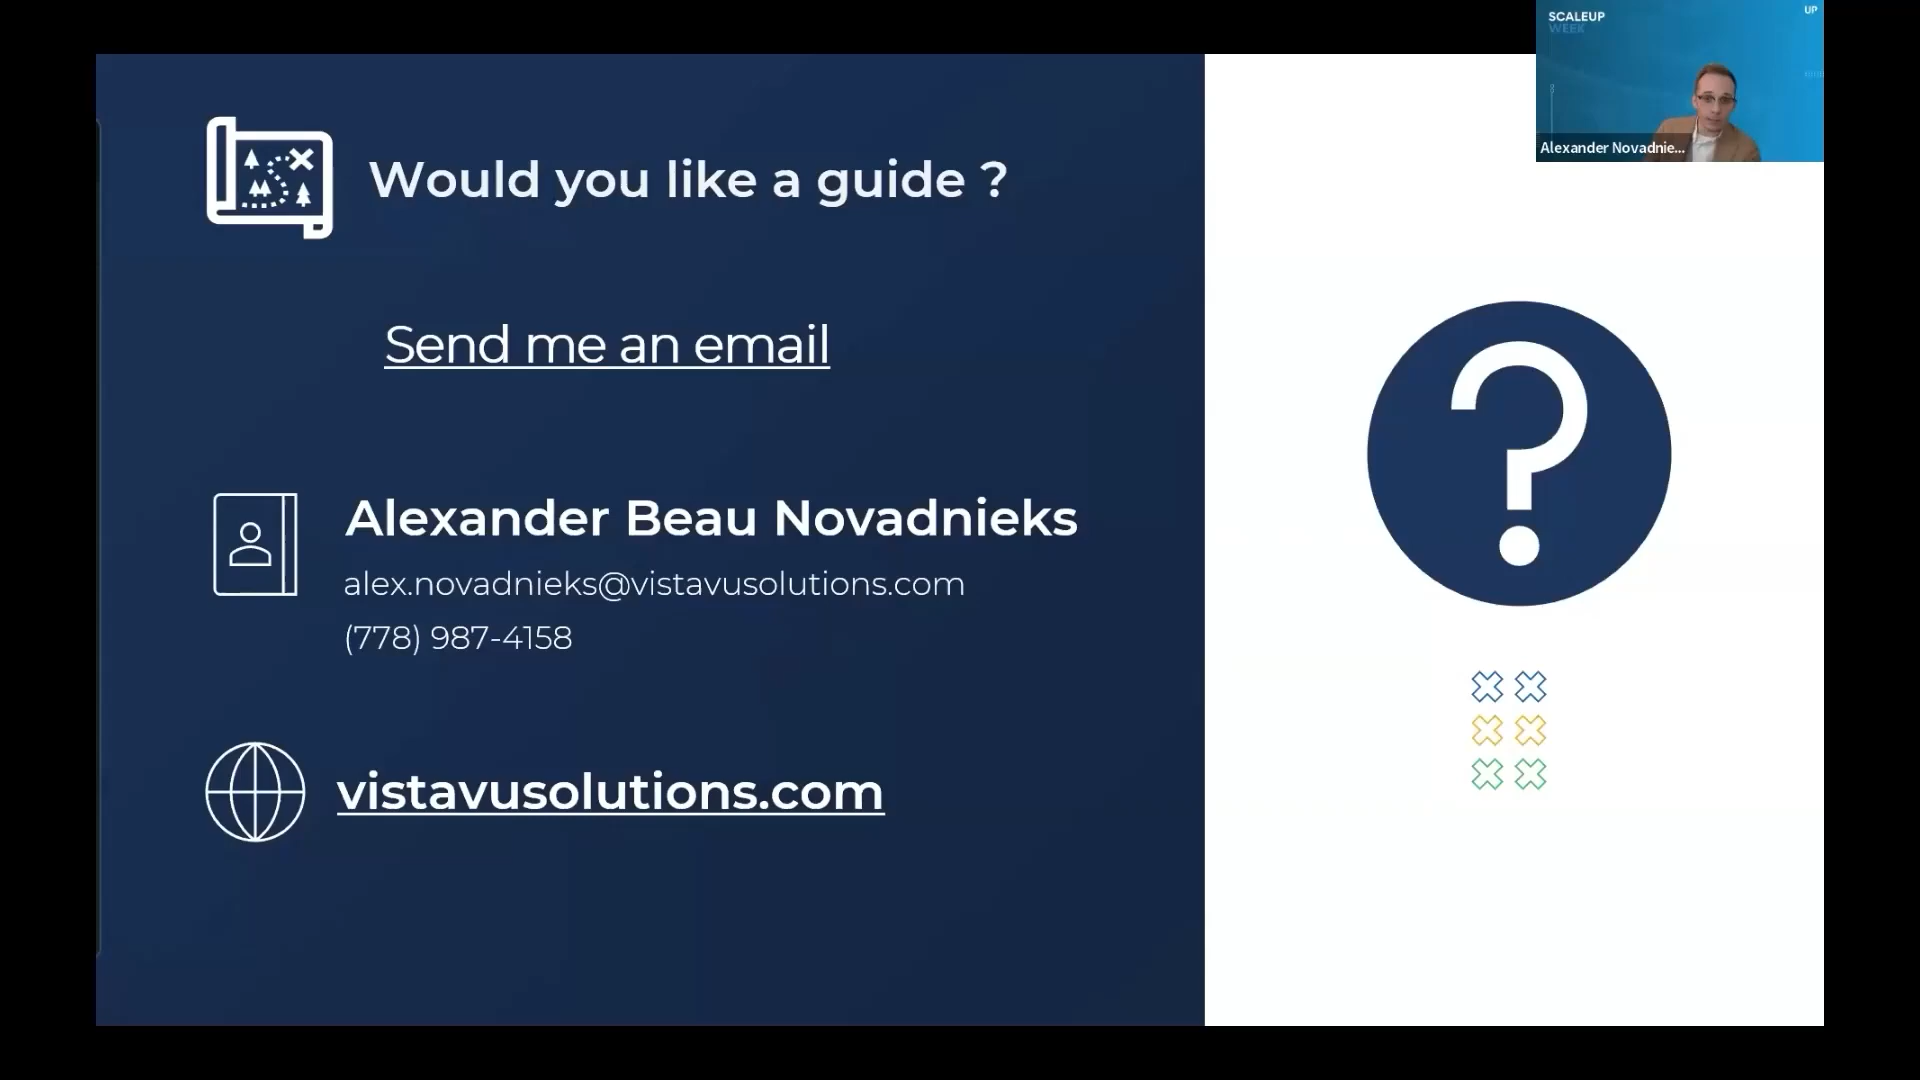 SCALEUP
WEEK
UP
Alexander Novadnie...
Would you like a guide ?
Send me an email
Alexander Beau Novadnieks
alex.novadnieks@vistavusolutions.com
(778) 987-4158
vistavusolutions.com